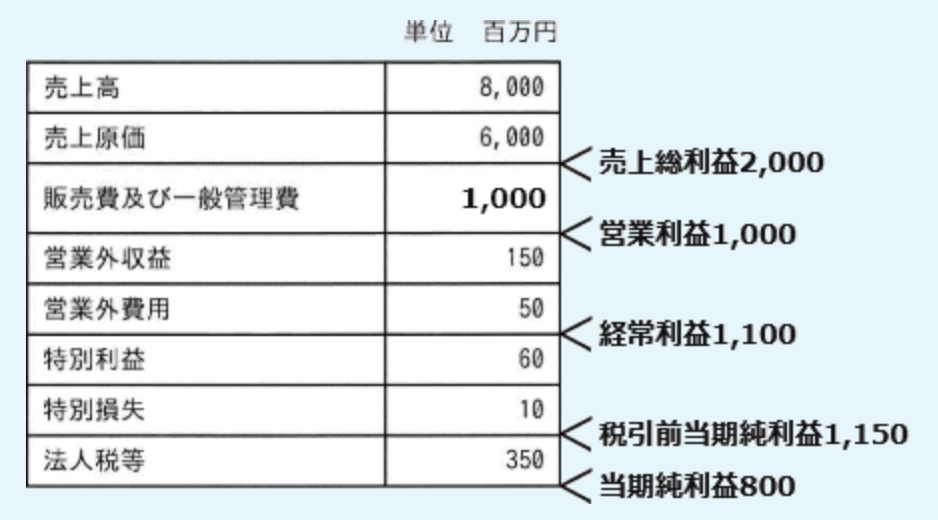 単位 百万円
売上高 8,000
売上原価 6,000
売上総利益2,000
販売費及び一般管理費 1,000
営業利益1,000
営業外収益 150
営業外費用 50
経常利益1,100
特別利益 60
特別損失 10
税引前当期純利益1,150
法人税等 350
当期純利益800